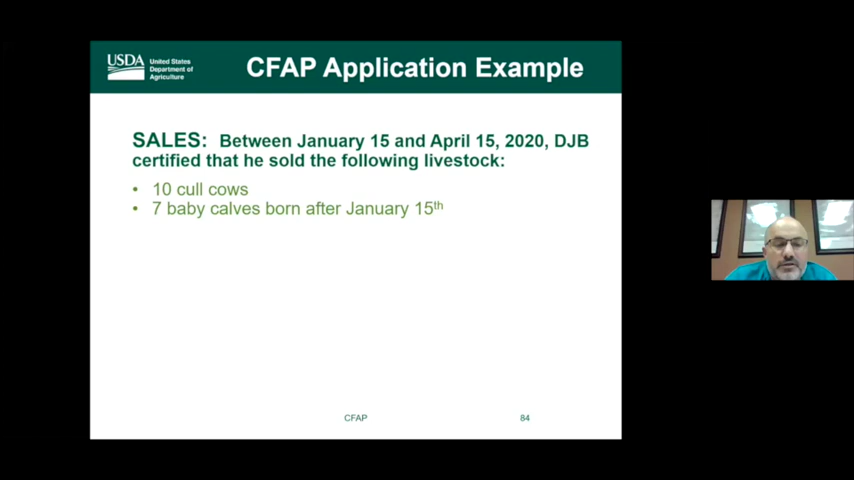 USDA
United States
Department of
Agriculture
CFAP Application Example
SALES: Between January 15 and April 15, 2020, DJB
certified that he sold the following livestock:
• 10 cull cows
• 7 baby calves born after January 15th
CFAP
84